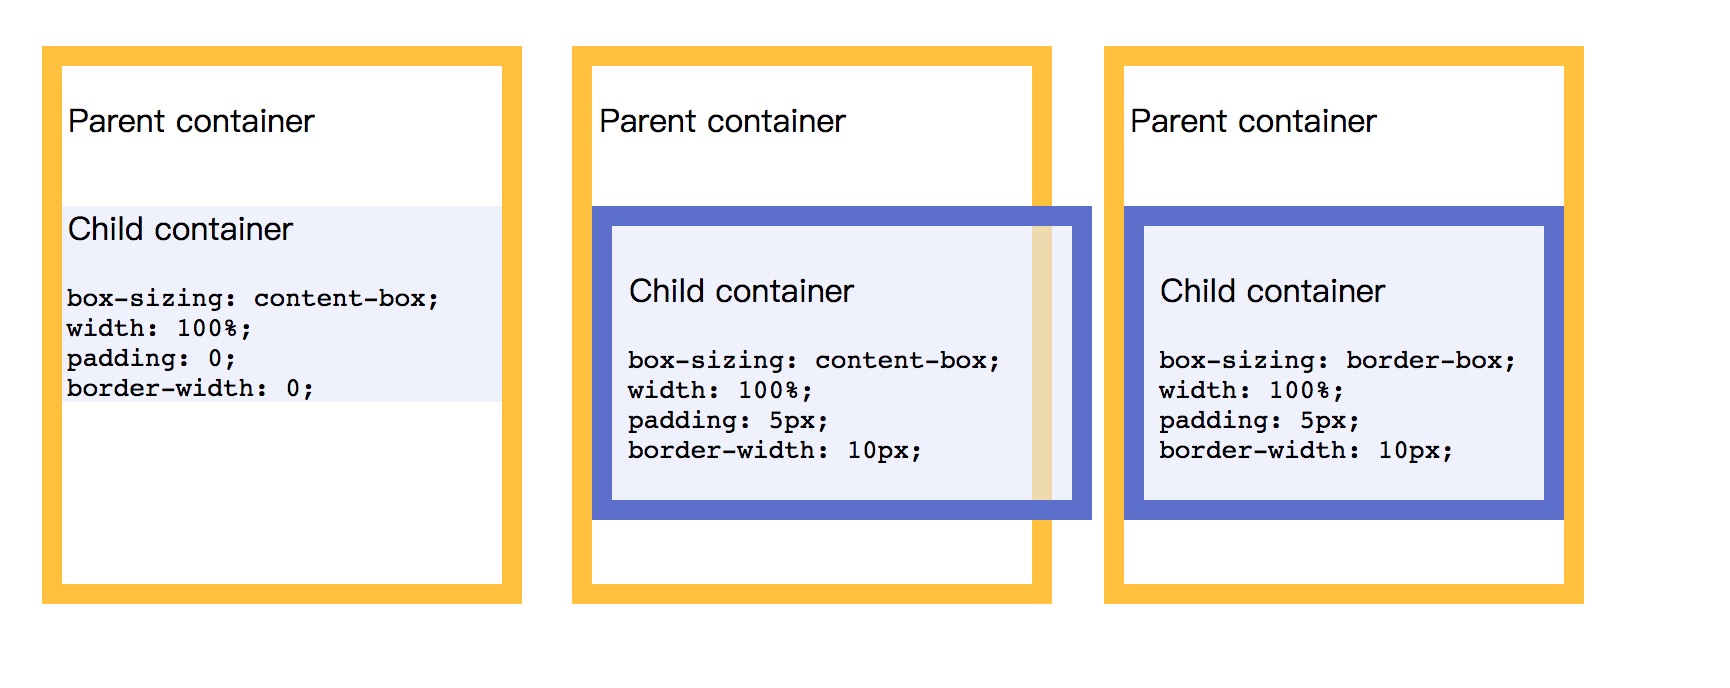 Parent container
Child container
box-sizing: content-box;
width: 100%;
padding: 0;
border-width: 0;
Parent container
Child container
box-sizing: content-box;
width: 100%;
padding: 5px;
border-width: 10px;
Parent container
Child container
box-sizing: border-box;
width: 100%;
padding: 5px;
border-width: 10px;